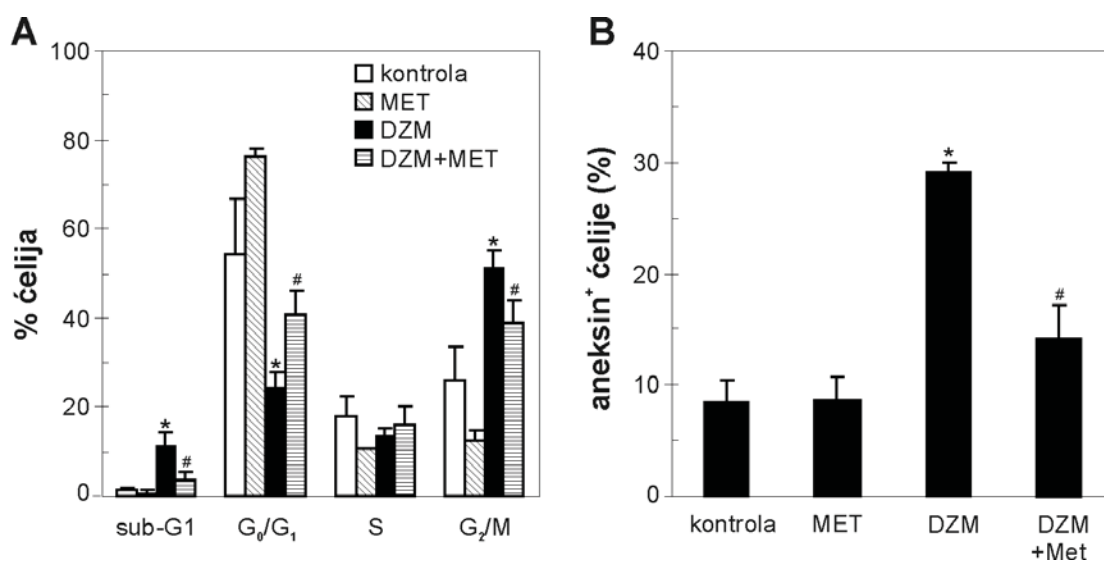 A
% ćelija
100
80
60
40
20
0
kontrola
MET
DZM
DZM+MET
*
#
*
#
*
#
sub-G1
G₀/G₁
S
G₂/M
B
aneksin⁺ ćelije (%)
40
30
20
10
0
*
#
kontrola
MET
DZM
DZM
+Met